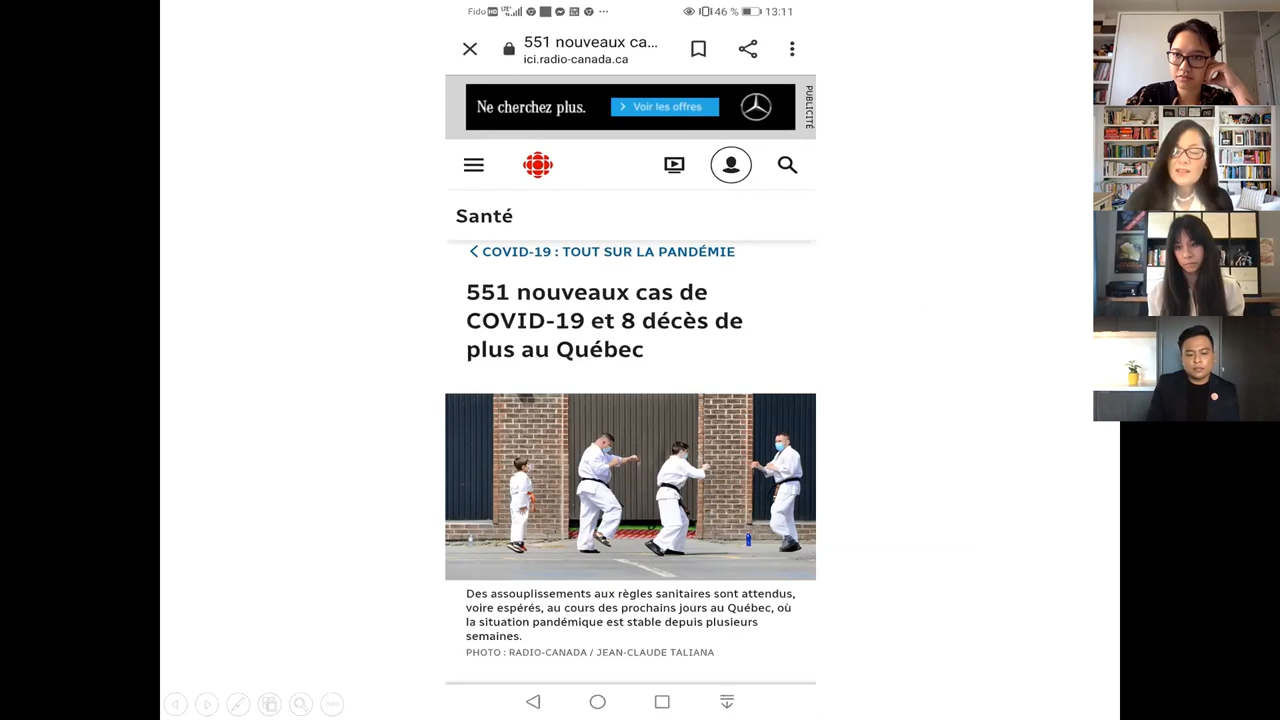 Fido HD LTE 46 % 13:11
551 nouveaux ca...
ici.radio-canada.ca
Ne cherchez plus.
Voir les offres
PUBLICITÉ
Santé
COVID-19 : TOUT SUR LA PANDÉMIE
551 nouveaux cas de
COVID-19 et 8 décès de
plus au Québec
Des assouplissements aux règles sanitaires sont attendus,
voire espérés, au cours des prochains jours au Québec, où
la situation pandémique est stable depuis plusieurs
semaines.
PHOTO : RADIO-CANADA / JEAN-CLAUDE TALIANA